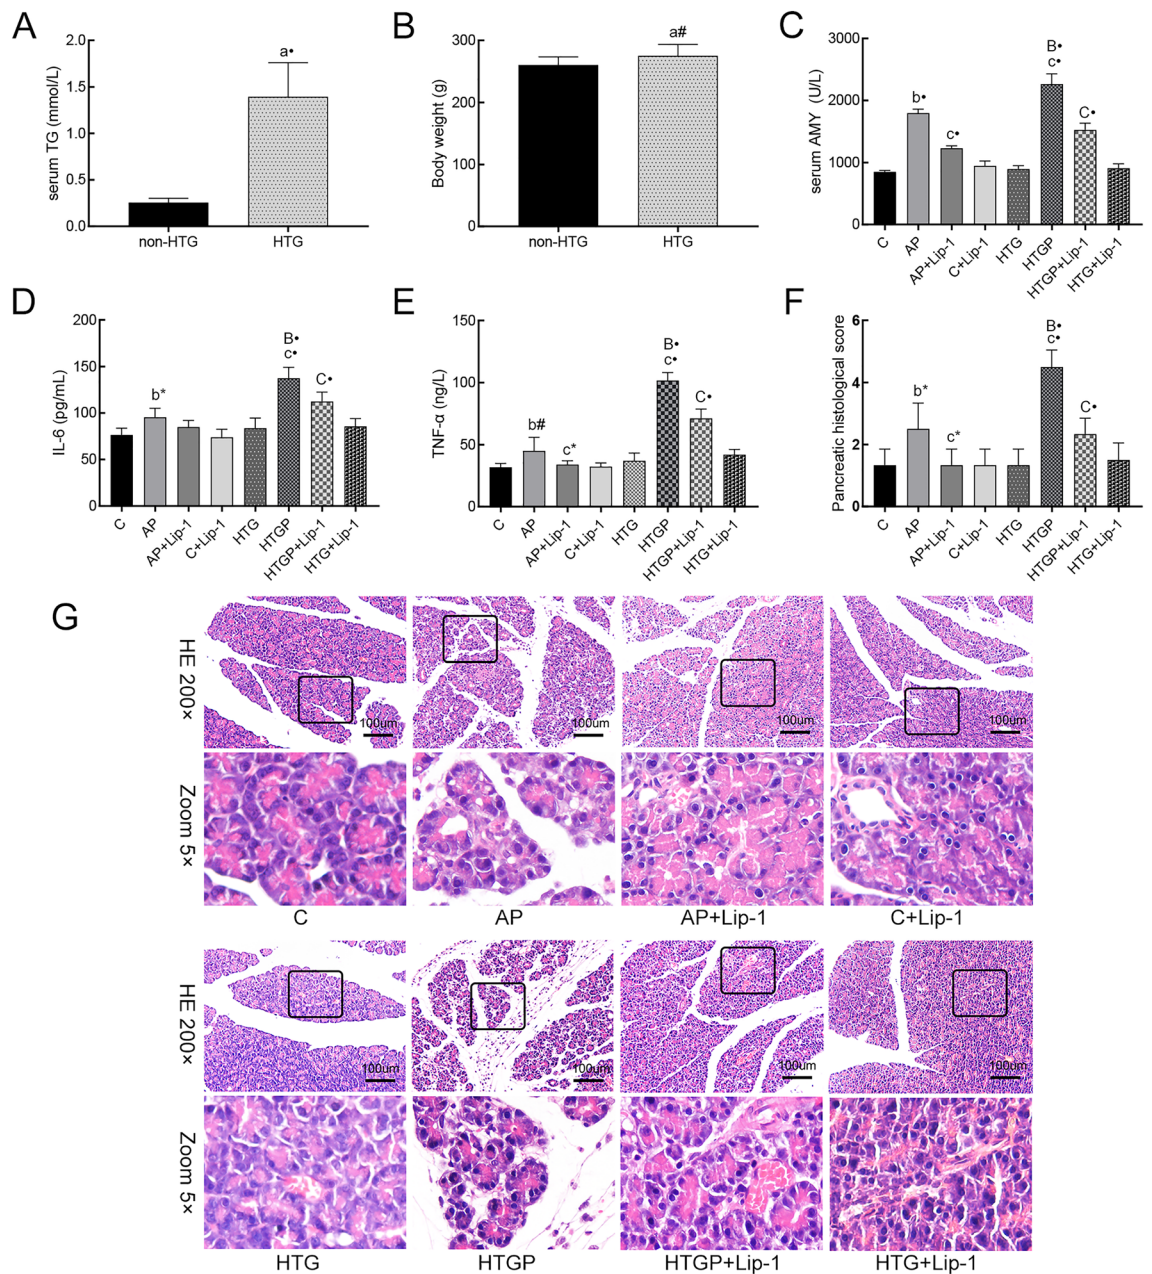 A
serum TG (mmol/L)
2.0
1.5
1.0
0.5
0.0
a•
non-HTG
HTG
B
Body weight (g)
300
200
100
0
a#
non-HTG
HTG
C
serum AMY (U/L)
3000
2000
1000
0
b•
c•
B•
c•
C•
C
AP
AP+Lip-1
C+Lip-1
HTG
HTGP
HTGP+Lip-1
HTG+Lip-1
D
IL-6 (pg/mL)
200
150
100
50
0
b*
B•
c•
C•
C
AP
AP+Lip-1
C+Lip-1
HTG
HTGP
HTGP+Lip-1
HTG+Lip-1
E
TNF-α (ng/L)
150
100
50
0
b#
c*
B•
c•
C•
C
AP
AP+Lip-1
C+Lip-1
HTG
HTGP
HTGP+Lip-1
HTG+Lip-1
F
Pancreatic histological score
6
4
2
0
b*
c*
B•
c•
C•
C
AP
AP+Lip-1
C+Lip-1
HTG
HTGP
HTGP+Lip-1
HTG+Lip-1
G
HE 200×
100um
100um
100um
100um
Zoom 5×
C
AP
AP+Lip-1
C+Lip-1
HE 200×
100um
100um
100um
100um
Zoom 5×
HTG
HTGP
HTGP+Lip-1
HTG+Lip-1